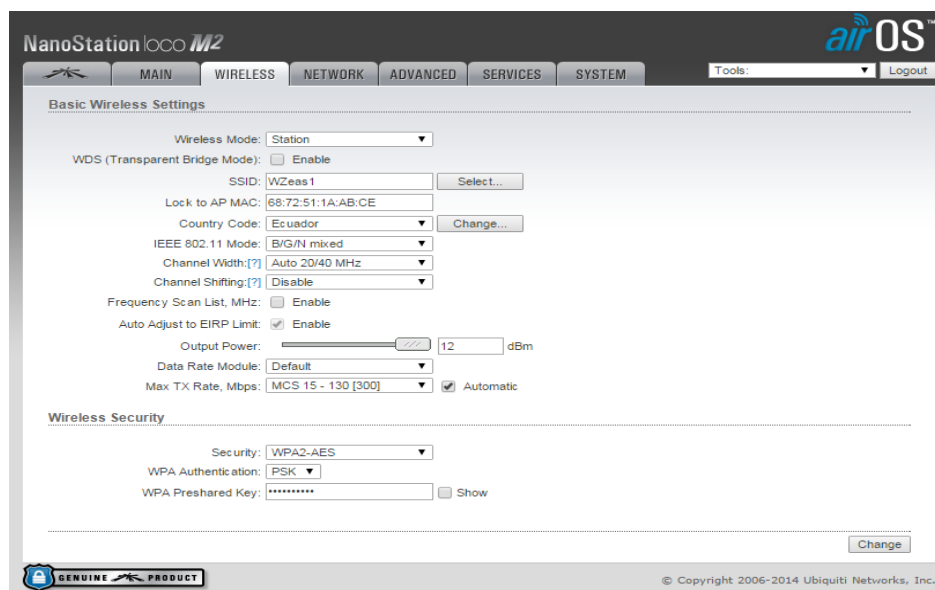 NanoStation loco M2
airOS™
MAIN WIRELESS NETWORK ADVANCED SERVICES SYSTEM Tools: Logout
Basic Wireless Settings
Wireless Mode: Station
WDS (Transparent Bridge Mode): Enable
SSID: WZeas1 Select...
Lock to AP MAC: 68:72:51:1A:AB:CE
Country Code: Ecuador Change...
IEEE 802.11 Mode: B/G/N mixed
Channel Width:[?] Auto 20/40 MHz
Channel Shifting:[?] Disable
Frequency Scan List, MHz: Enable
Auto Adjust to EIRP Limit: Enable
Output Power: 12 dBm
Data Rate Module: Default
Max TX Rate, Mbps: MCS 15 - 130 [300] Automatic
Wireless Security
Security: WPA2-AES
WPA Authentication: PSK
WPA Preshared Key: •••••••••• Show
Change
GENUINE PRODUCT
© Copyright 2006-2014 Ubiquiti Networks, Inc.